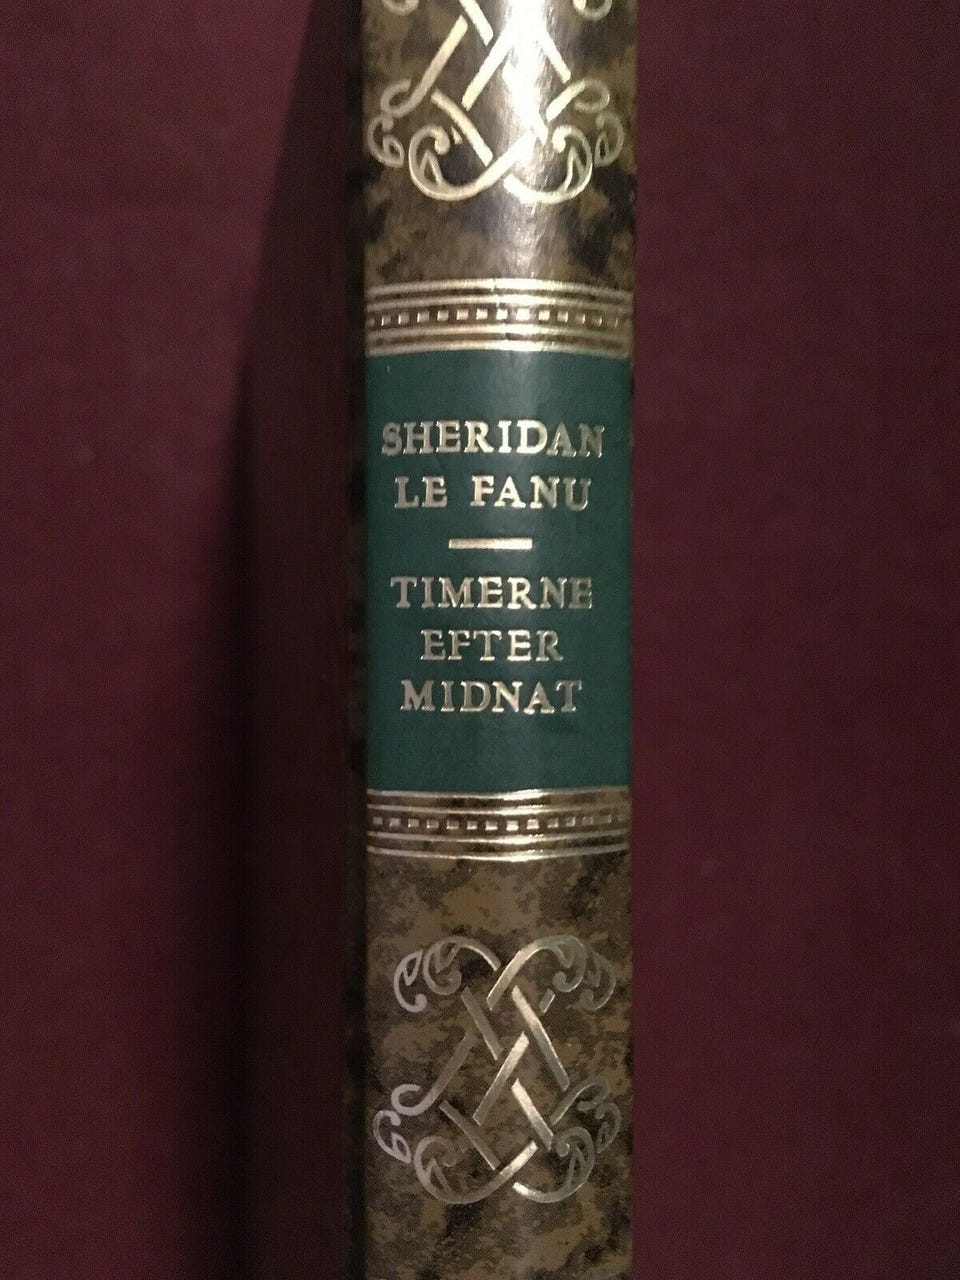 SHERIDAN
LE FANU
TIMERNE
EFTER
MIDNAT